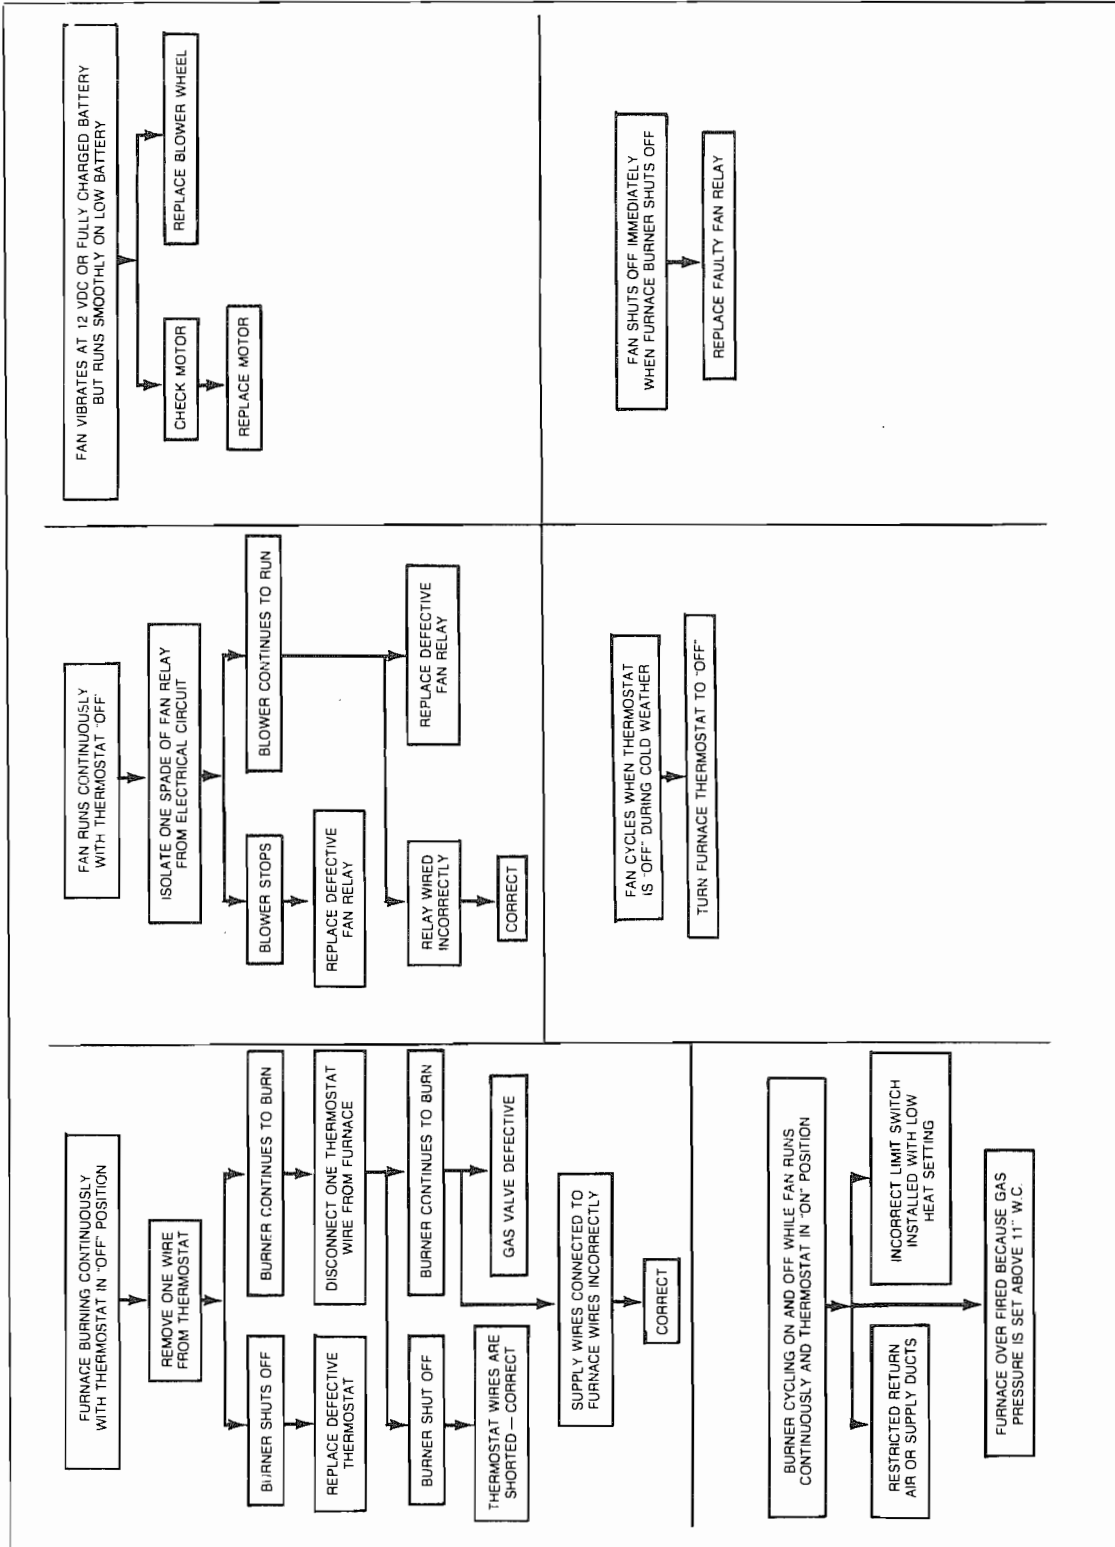 FURNACE BURNING CONTINUOUSLY
WITH THERMOSTAT IN "OFF" POSITION
REMOVE ONE WIRE
FROM THERMOSTAT
BURNER SHUTS OFF
REPLACE DEFECTIVE
THERMOSTAT
BURNER CONTINUES TO BURN
DISCONNECT ONE THERMOSTAT
WIRE FROM FURNACE
BURNER SHUT OFF
THERMOSTAT WIRES ARE
SHORTED — CORRECT
BURNER CONTINUES TO BURN
GAS VALVE DEFECTIVE
SUPPLY WIRES CONNECTED TO
FURNACE WIRES INCORRECTLY
CORRECT
FAN RUNS CONTINUOUSLY
WITH THERMOSTAT "OFF"
ISOLATE ONE SPADE OF FAN RELAY
FROM ELECTRICAL CIRCUIT
BLOWER STOPS
REPLACE DEFECTIVE
FAN RELAY
BLOWER CONTINUES TO RUN
RELAY WIRED
INCORRECTLY
CORRECT
REPLACE DEFECTIVE
FAN RELAY
FAN VIBRATES AT 12 VDC OR FULLY CHARGED BATTERY
BUT RUNS SMOOTHLY ON LOW BATTERY
CHECK MOTOR
REPLACE MOTOR
REPLACE BLOWER WHEEL
BURNER CYCLING ON AND OFF WHILE FAN RUNS
CONTINUOUSLY AND THERMOSTAT IN "ON" POSITION
RESTRICTED RETURN
AIR OR SUPPLY DUCTS
INCORRECT LIMIT SWITCH
INSTALLED WITH LOW
HEAT SETTING
FURNACE OVER FIRED BECAUSE GAS
PRESSURE IS SET ABOVE 11" W.C.
FAN CYCLES WHEN THERMOSTAT
IS "OFF" DURING COLD WEATHER
TURN FURNACE THERMOSTAT TO "OFF"
FAN SHUTS OFF IMMEDIATELY
WHEN FURNACE BURNER SHUTS OFF
REPLACE FAULTY FAN RELAY